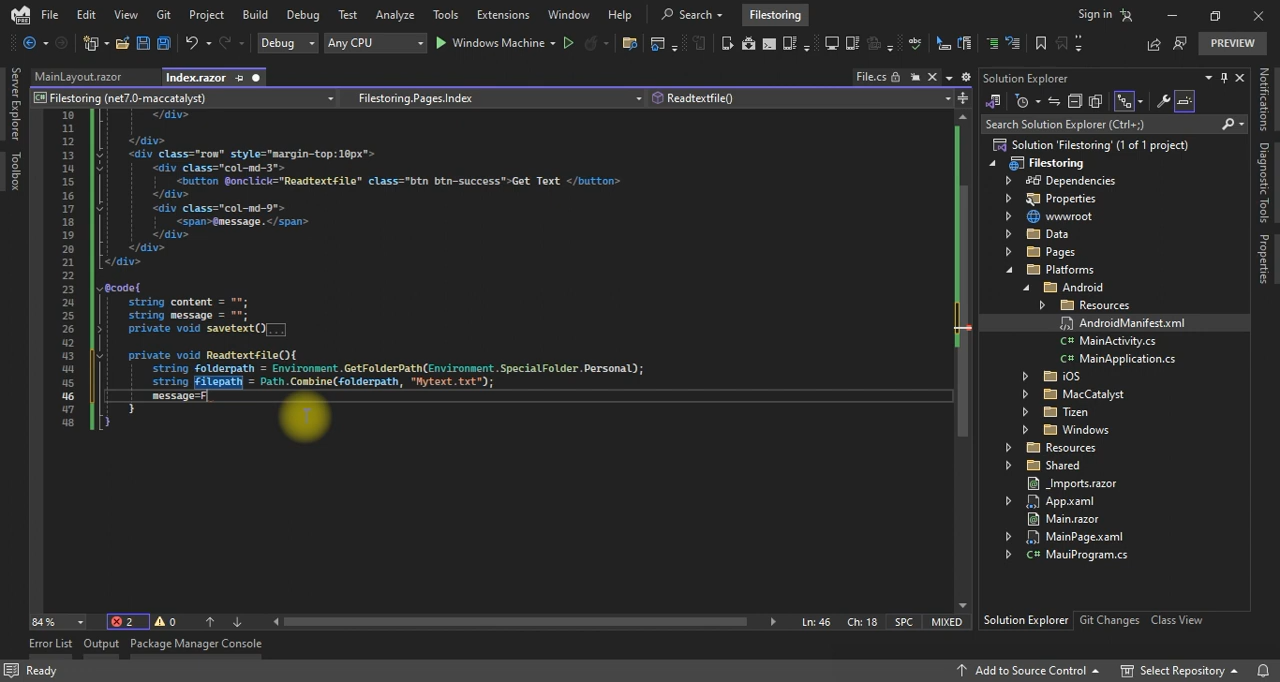 File Edit View Git Project Build Debug Test Analyze Tools Extensions Window Help Search Filestoring Sign in
Debug Any CPU Windows Machine PREVIEW
MainLayout.razor Index.razor File.cs
Filestoring (net7.0-maccatalyst) Filestoring.Pages.Index Readtextfile()
10 </div>
11
12 </div>
13 <div class="row" style="margin-top:10px">
14 <div class="col-md-3">
15 <button @onclick="Readtextfile" class="btn btn-success">Get Text </button>
16 </div>
17 <div class="col-md-9">
18 <span>@message.</span>
19 </div>
20 </div>
21 </div>
22
23 @code{
24 string content = "";
25 string message = "";
26 private void savetext()...
42
43 private void Readtextfile(){
44 string folderpath = Environment.GetFolderPath(Environment.SpecialFolder.Personal);
45 string filepath = Path.Combine(folderpath, "Mytext.txt");
46 message=F
47 }
48 }
84 % 2 0 Ln: 46 Ch: 18 SPC MIXED
Error List Output Package Manager Console
Ready Add to Source Control Select Repository
Server Explorer
Toolbox
Solution Explorer
Search Solution Explorer (Ctrl+;)
Solution 'Filestoring' (1 of 1 project)
Filestoring
Dependencies
Properties
wwwroot
Data
Pages
Platforms
Android
Resources
AndroidManifest.xml
C# MainActivity.cs
C# MainApplication.cs
iOS
MacCatalyst
Tizen
Windows
Resources
Shared
_Imports.razor
App.xaml
Main.razor
MainPage.xaml
C# MauiProgram.cs
Solution Explorer Git Changes Class View
Notifications
Diagnostic Tools
Properties